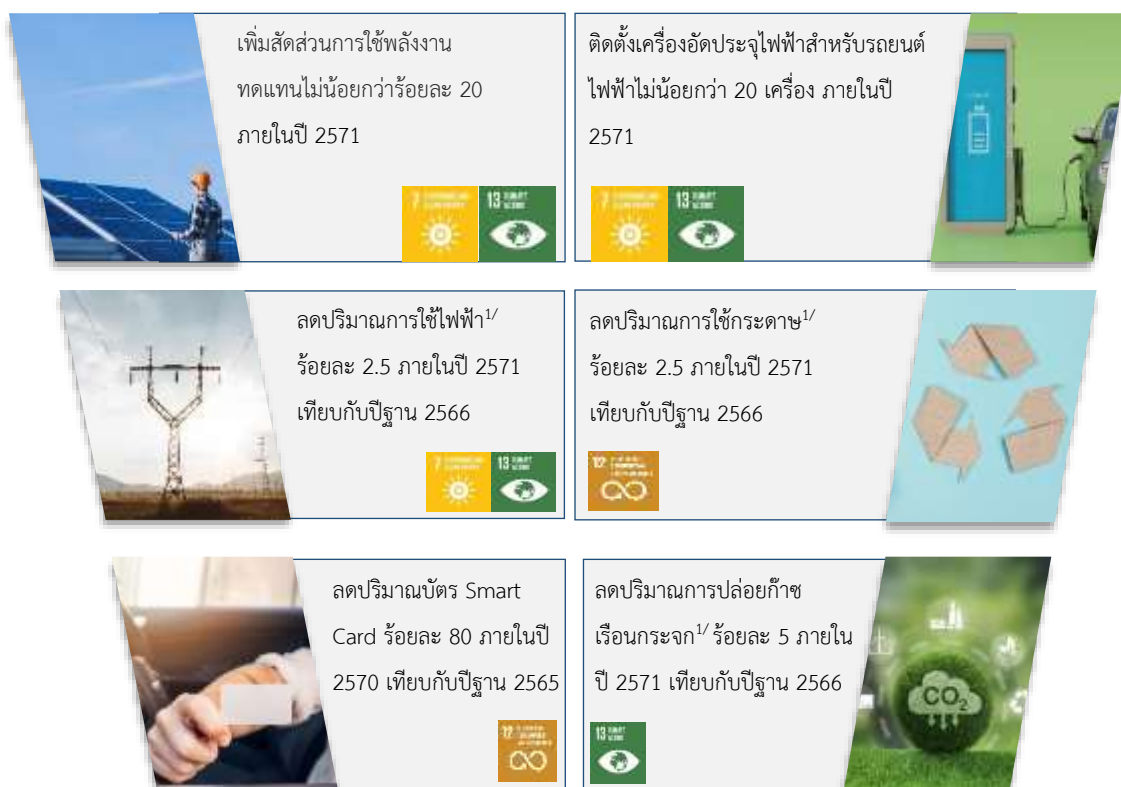 เพิ่มสัดส่วนการใช้พลังงาน
ทดแทนไม่น้อยกว่าร้อยละ 20
ภายในปี 2571
7
13
ติดตั้งเครื่องอัดประจุไฟฟ้าสำหรับรถยนต์
ไฟฟ้าไม่น้อยกว่า 20 เครื่อง ภายในปี
2571
7
13
ลดปริมาณการใช้ไฟฟ้า1/
ร้อยละ 2.5 ภายในปี 2571
เทียบกับปีฐาน 2566
7
13
ลดปริมาณการใช้กระดาษ1/
ร้อยละ 2.5 ภายในปี 2571
เทียบกับปีฐาน 2566
12
ลดปริมาณบัตร Smart
Card ร้อยละ 80 ภายในปี
2570 เทียบกับปีฐาน 2565
12
ลดปริมาณการปล่อยก๊าซ
เรือนกระจก1/ ร้อยละ 5 ภายใน
ปี 2571 เทียบกับปีฐาน 2566
13
CO2